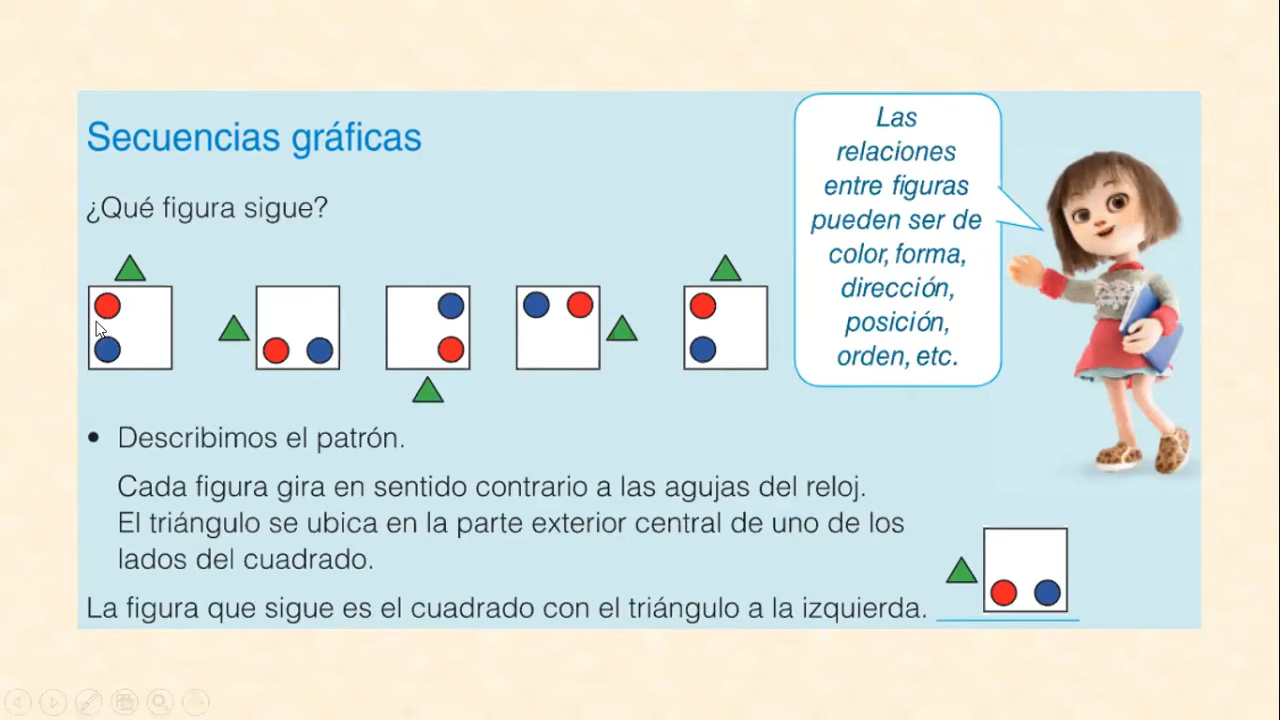 Secuencias gráficas
¿Qué figura sigue?
Las
relaciones
entre figuras
pueden ser de
color, forma,
dirección,
posición,
orden, etc.
• Describimos el patrón.
Cada figura gira en sentido contrario a las agujas del reloj.
El triángulo se ubica en la parte exterior central de uno de los
lados del cuadrado.
La figura que sigue es el cuadrado con el triángulo a la izquierda.